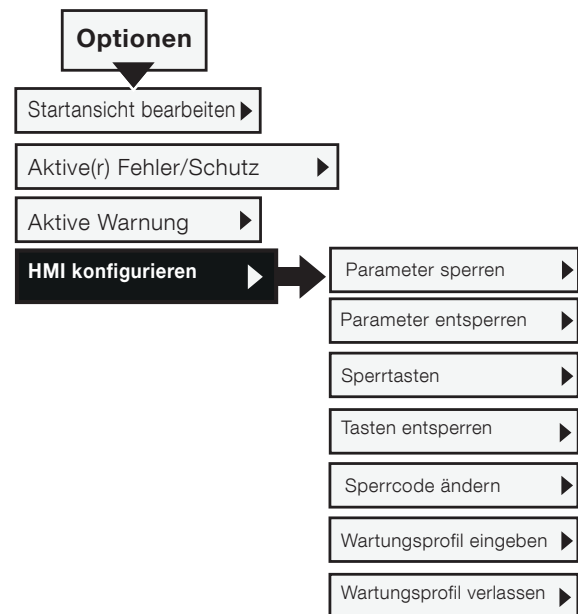 Optionen
Startansicht bearbeiten
Aktive(r) Fehler/Schutz
Aktive Warnung
HMI konfigurieren
Parameter sperren
Parameter entsperren
Sperrtasten
Tasten entsperren
Sperrcode ändern
Wartungsprofil eingeben
Wartungsprofil verlassen